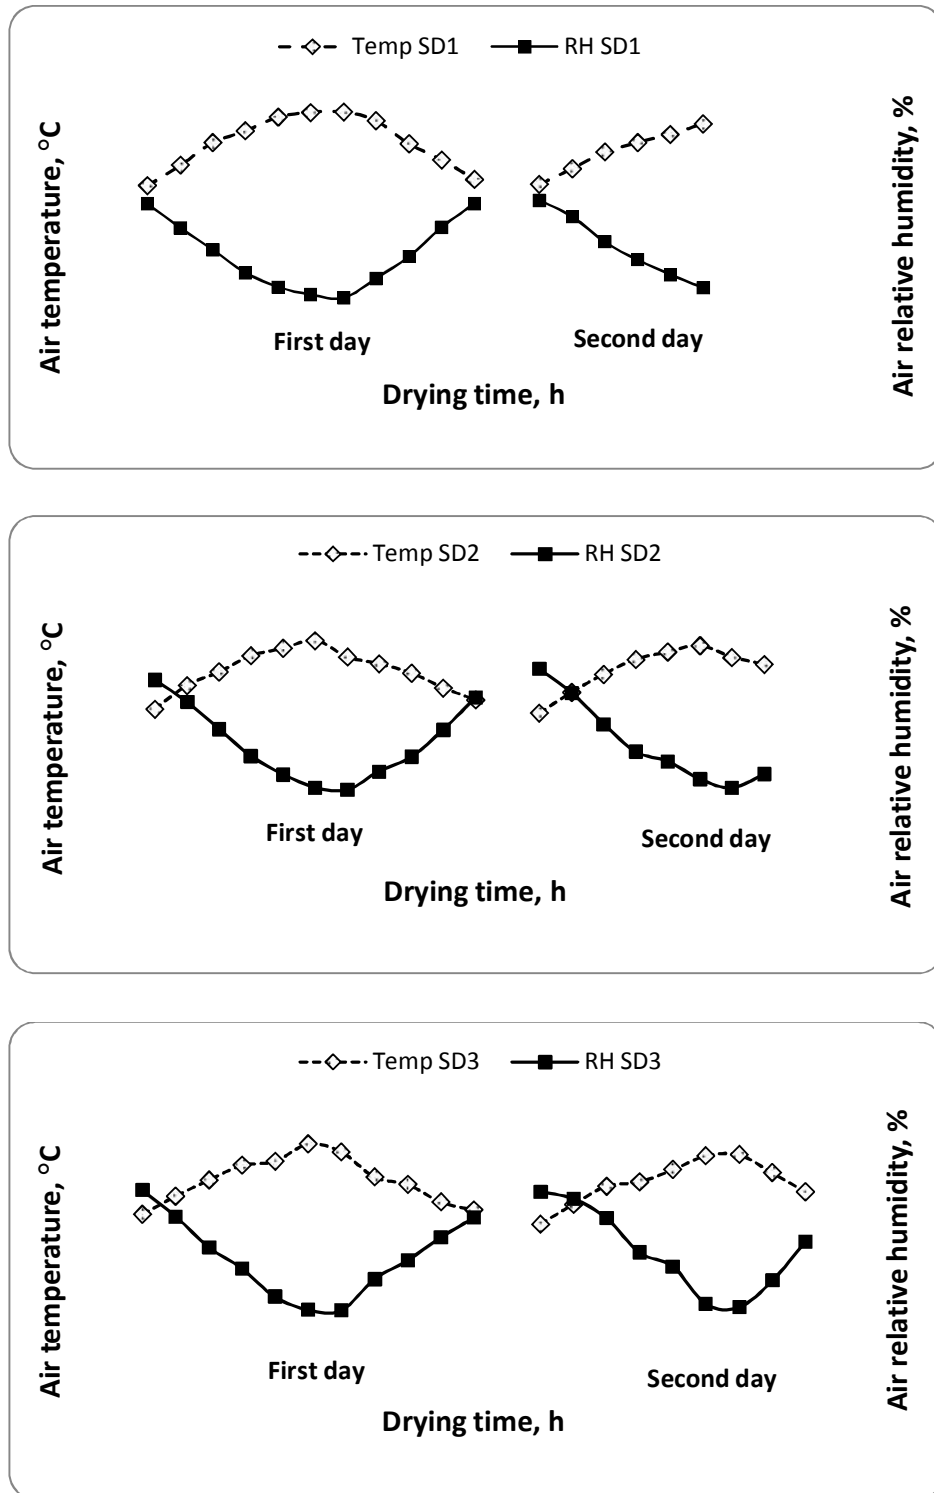 Temp SD1
RH SD1
Air temperature, °C
Air relative humidity, %
First day
Second day
Drying time, h
Temp SD2
RH SD2
Air temperature, °C
Air relative humidity, %
First day
Second day
Drying time, h
Temp SD3
RH SD3
Air temperature, °C
Air relative humidity, %
First day
Second day
Drying time, h